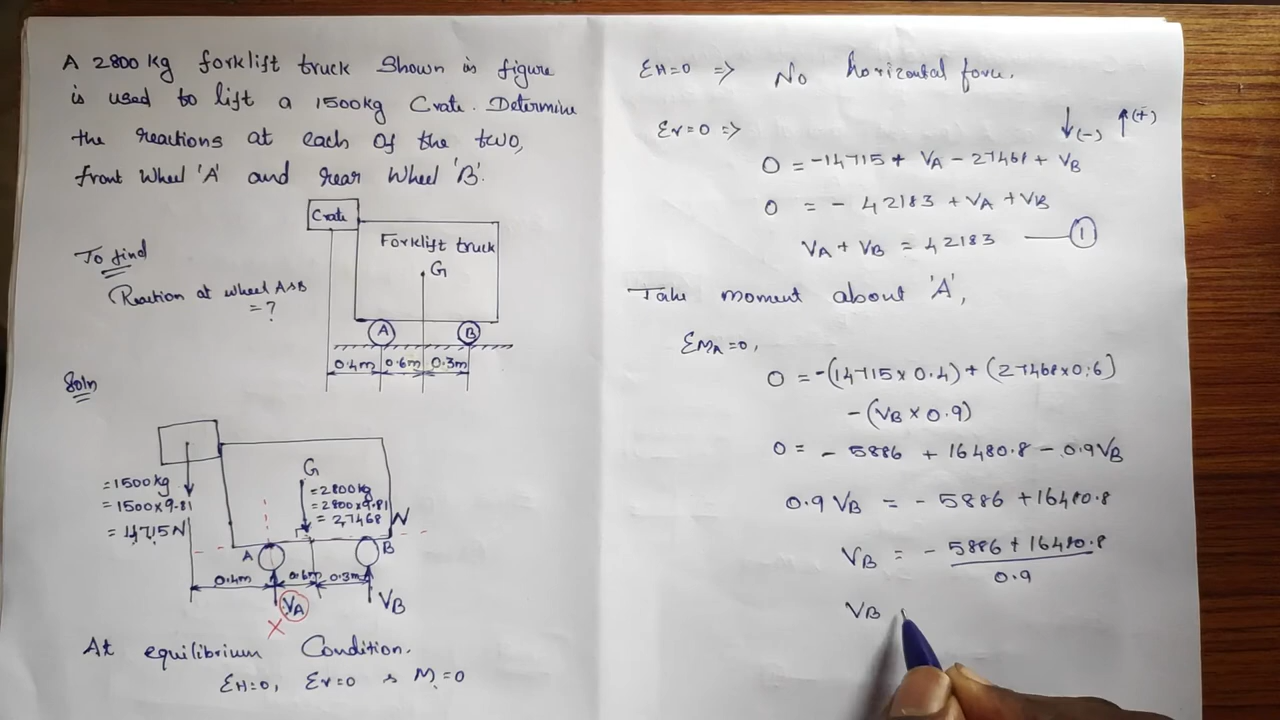 A 2800 kg forklift truck Shown in figure
is used to lift a 1500kg Crate. Determine
the reactions at each of the two,
front wheel 'A' and rear wheel 'B'.
Crate
Forklift truck
G
To find
Reaction at wheel A & B
= ?
A B
0.4m 0.6m 0.3m
Soln
=1500kg
=1500x9.81
=14715N
G
=2800kg
=2800x9.81
= 27468 N
A B
0.4m 0.6m 0.3m
VA VB
At equilibrium Condition.
ΣH=0, ΣV=0 & M=0
ΣH=0 => No horizontal force.
ΣV=0 => ↓(-) ↑(+)
0 = -14715 + VA - 27468 + VB
0 = - 42183 + VA + VB
VA + VB = 42183 — 1
Take moment about 'A',
ΣMA=0,
0 = -(14715 x 0.4) + (27468 x 0.6)
- (VB x 0.9)
0 = - 5886 + 16480.8 - 0.9VB
0.9 VB = - 5886 + 16480.8
VB = - 5886 + 16480.8
0.9
VB